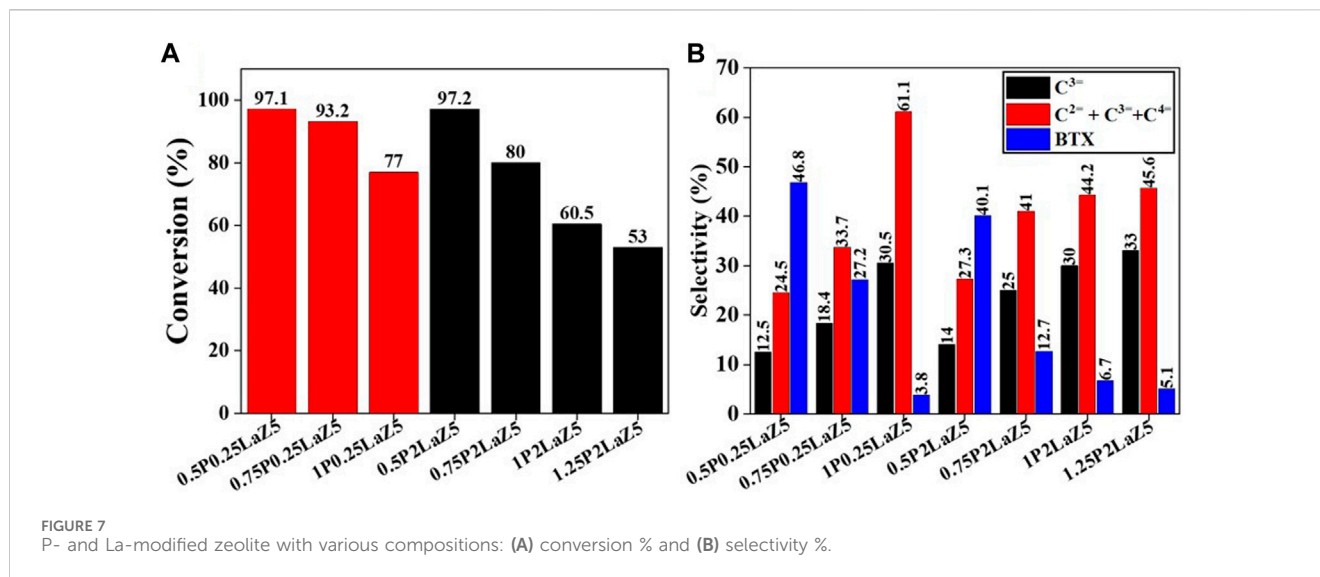 A
Conversion (%)
100
80
60
40
20
0
97.1
93.2
77
97.2
80
60.5
53
0.5P0.25LaZ5
0.75P0.25LaZ5
1P0.25LaZ5
0.5P2LaZ5
0.75P2LaZ5
1P2LaZ5
1.25P2LaZ5
B
Selectivity (%)
70
60
50
40
30
20
10
0
C³⁼
C²⁼ + C³⁼+C⁴⁼
BTX
12.5
24.5
46.8
18.4
33.7
27.2
30.5
61.1
3.8
14
27.3
40.1
25
41
12.7
30
44.2
6.7
33
45.6
5.1
0.5P0.25LaZ5
0.75P0.25LaZ5
1P0.25LaZ5
0.5P2LaZ5
0.75P2LaZ5
1P2LaZ5
1.25P2LaZ5
FIGURE 7
P- and La-modified zeolite with various compositions: (A) conversion % and (B) selectivity %.